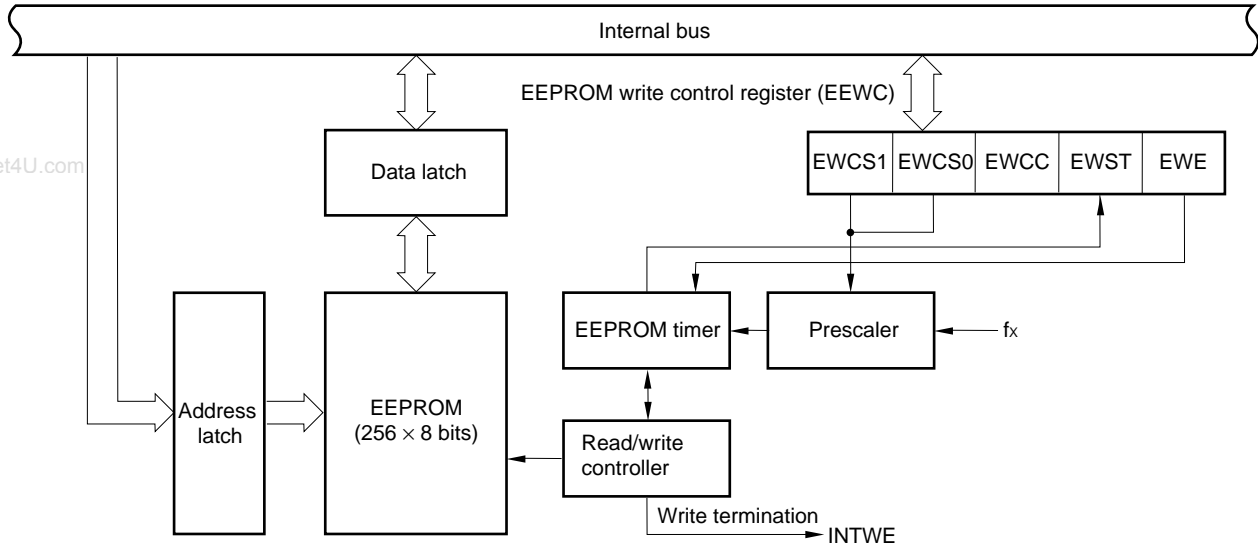 Internal bus
EEPROM write control register (EEWC)
et4U.com
Data latch
EWCS1 EWCS0 EWCC EWST EWE
EEPROM timer
Prescaler
fX
Address
latch
EEPROM
(256 × 8 bits)
Read/write
controller
Write termination
INTWE